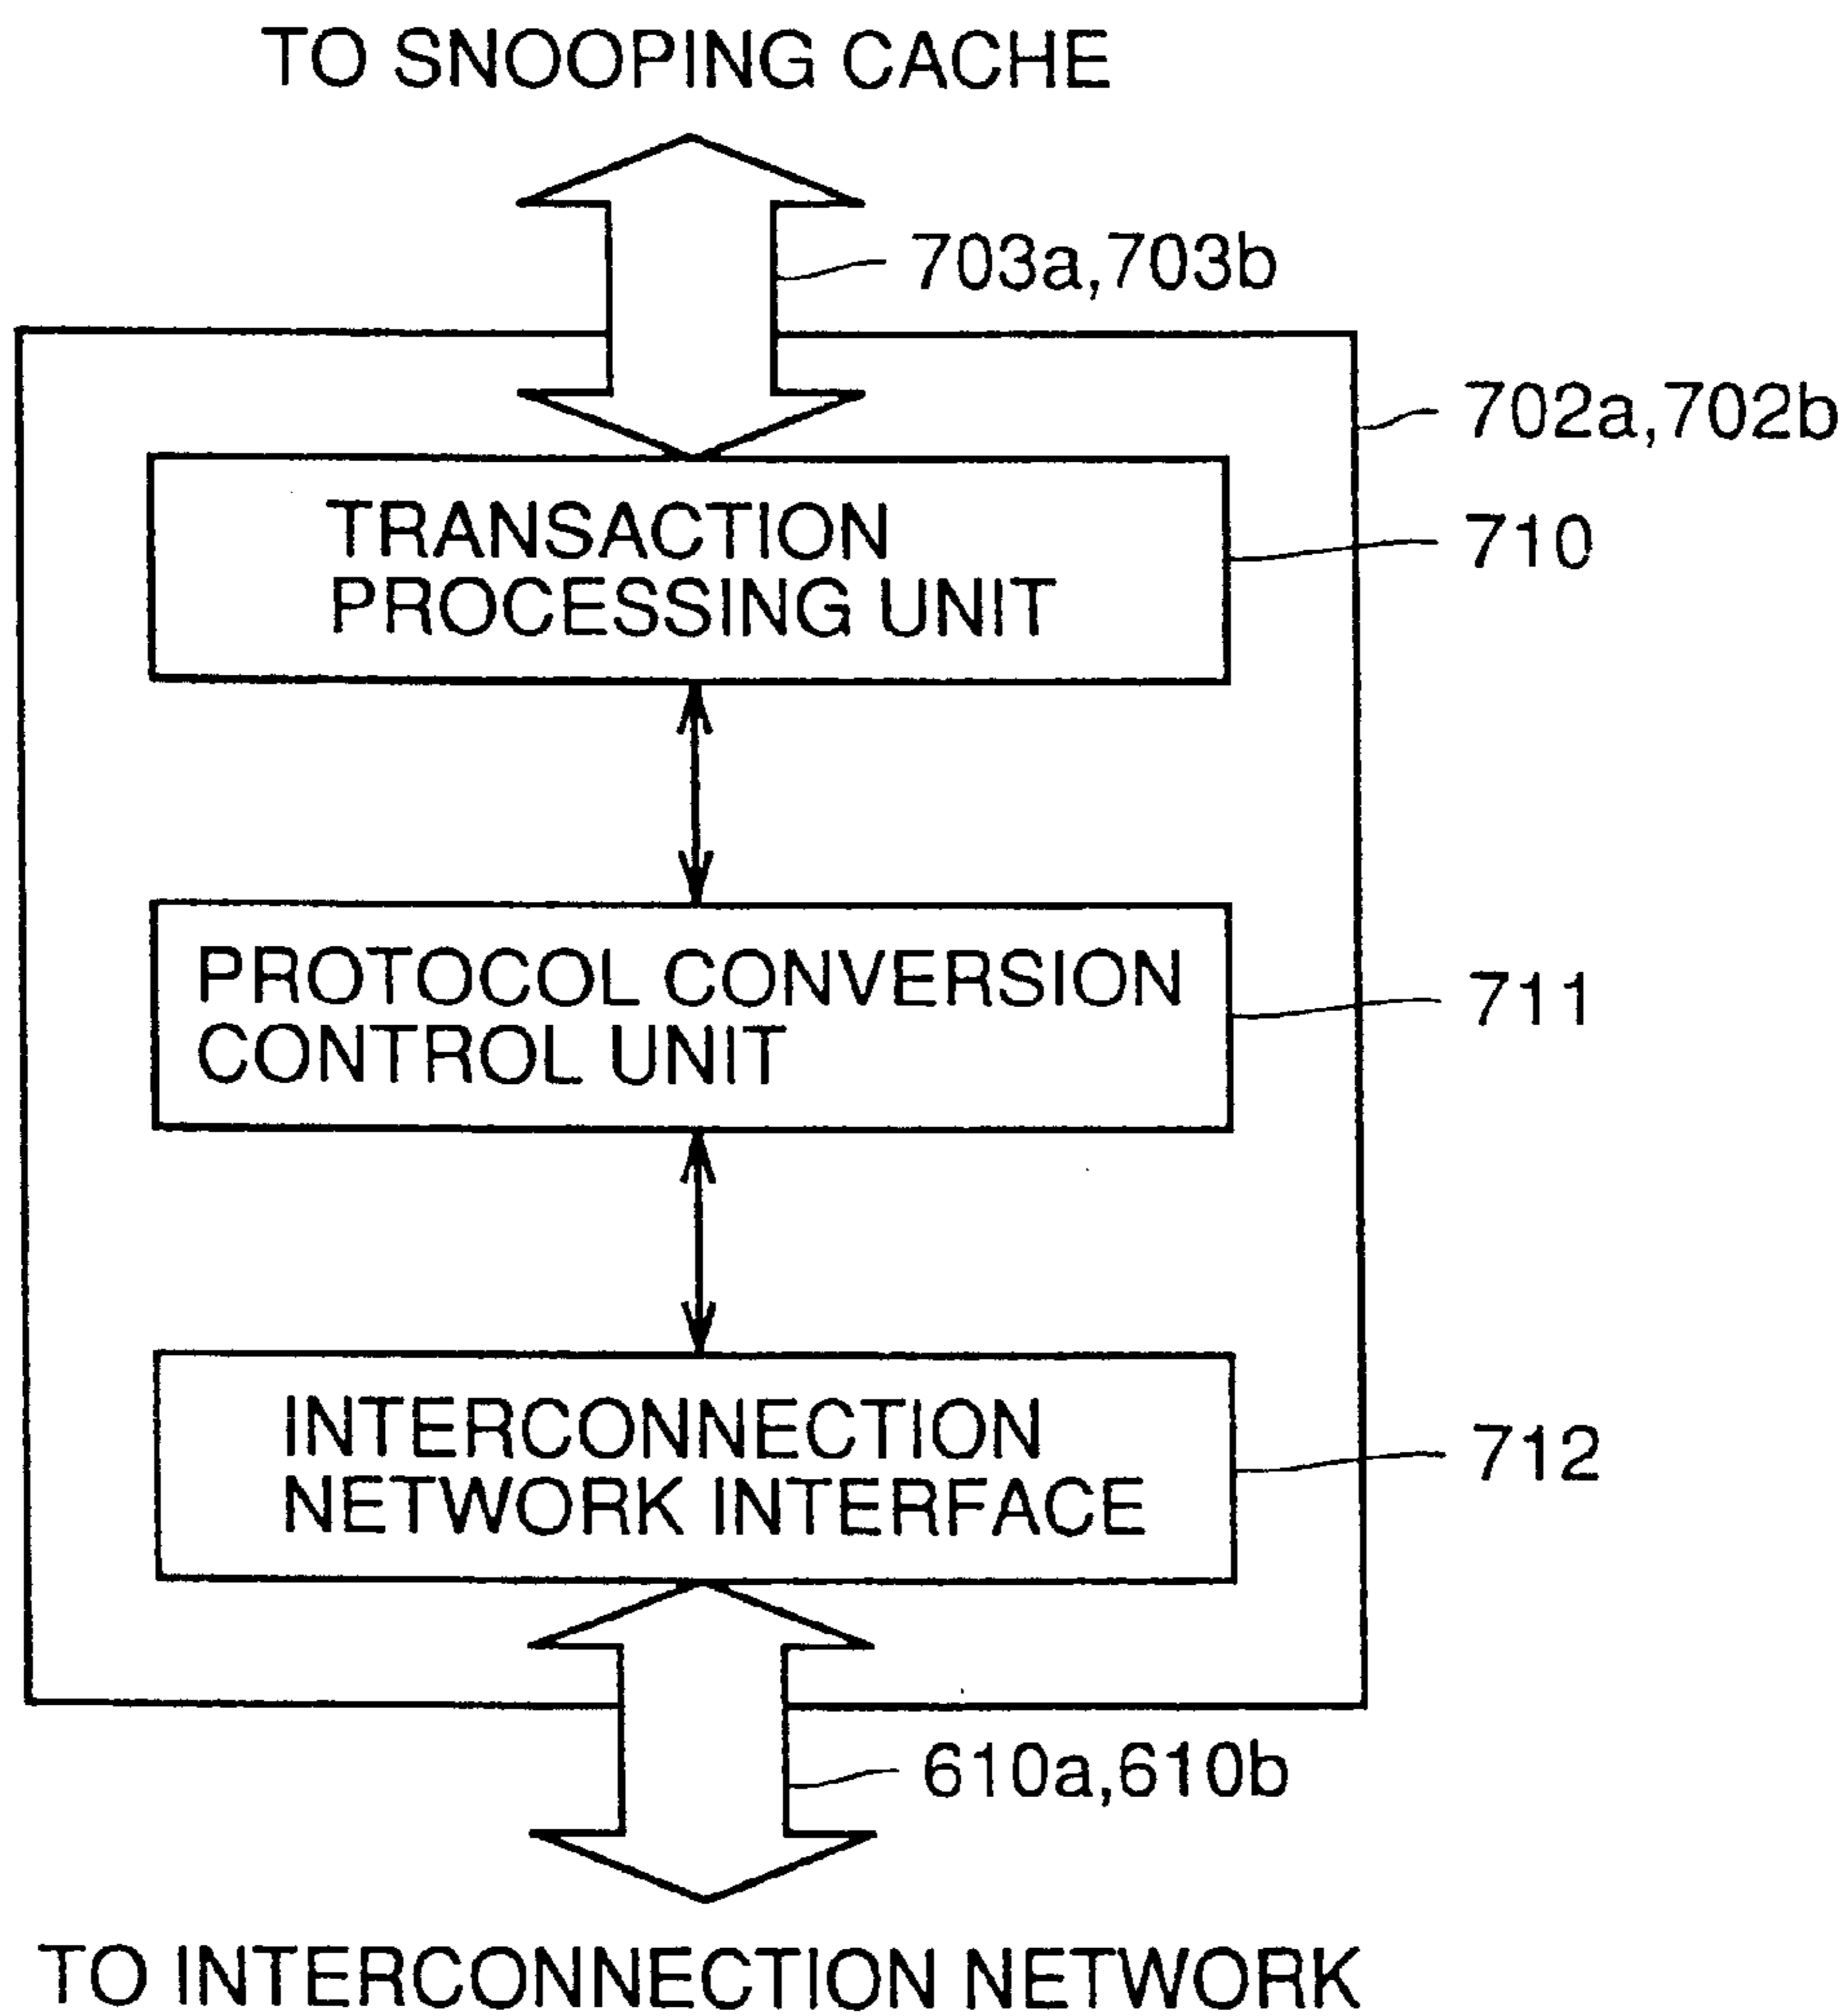 TO SNOOPING CACHE
703a,703b
702a,702b
TRANSACTION
PROCESSING UNIT
710
PROTOCOL CONVERSION
CONTROL UNIT
711
INTERCONNECTION
NETWORK INTERFACE
712
610a,610b
TO INTERCONNECTION NETWORK